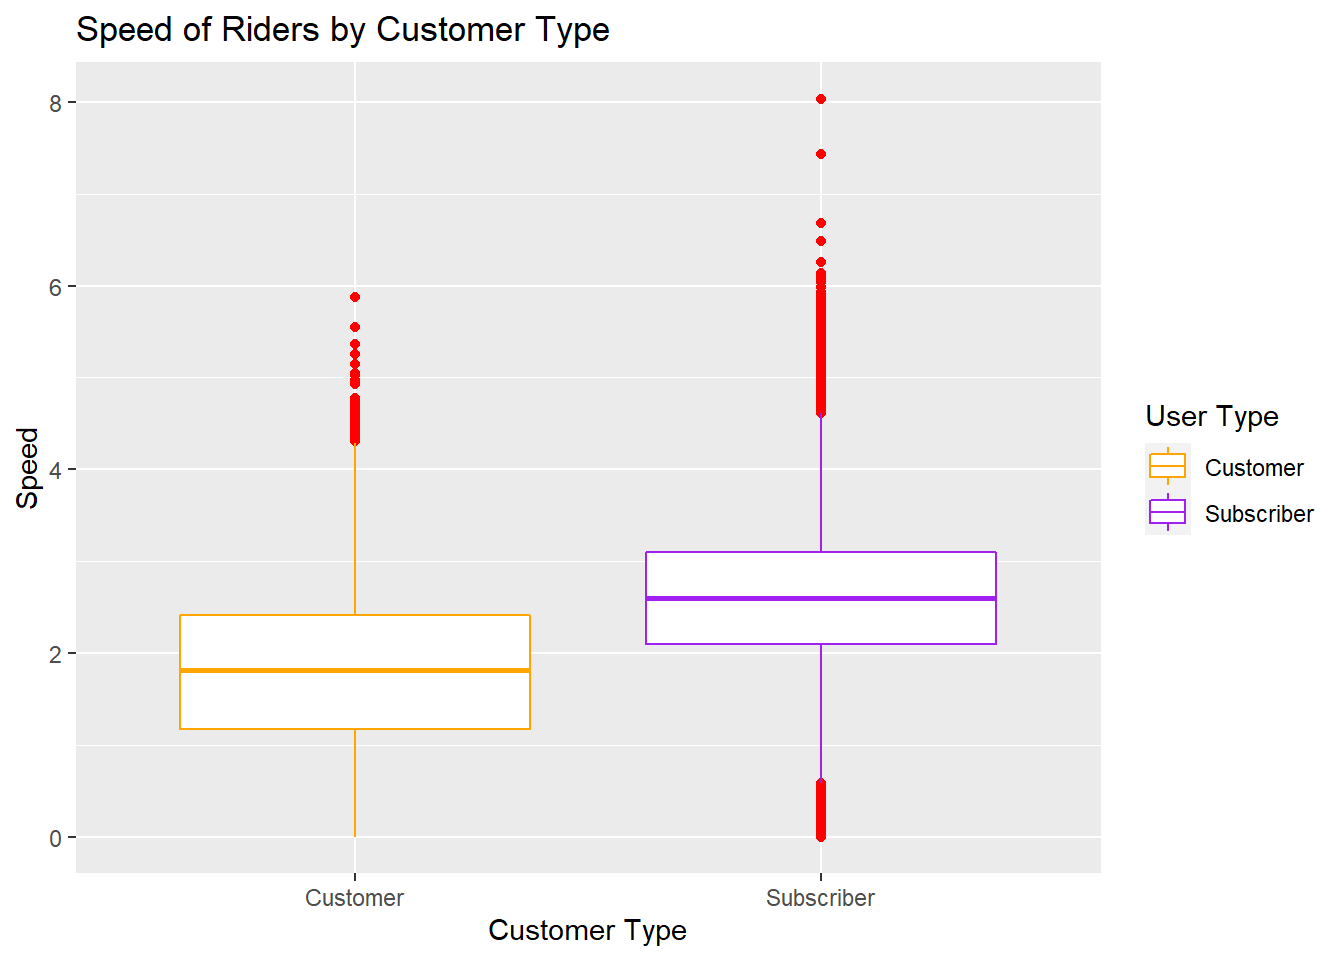 Speed of Riders by Customer Type
8
6
4
2
0
Speed
Customer
Subscriber
Customer Type
User Type
Customer
Subscriber